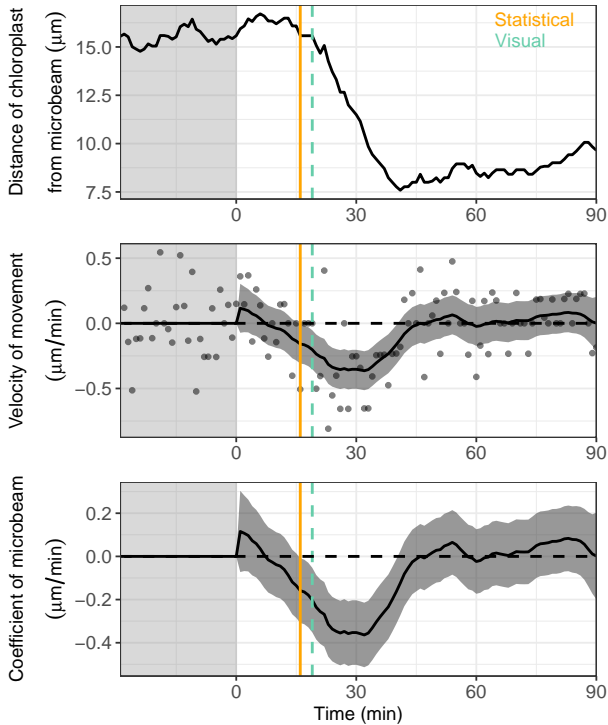 Distance of chloroplast
from microbeam (μm)
15.0
12.5
10.0
7.5
Statistical
Visual
0
30
60
90
Velocity of movement
(μm/min)
0.5
0.0
−0.5
0
30
60
90
Coefficient of microbeam
(μm/min)
0.2
0.0
−0.2
−0.4
0
30
60
90
Time (min)